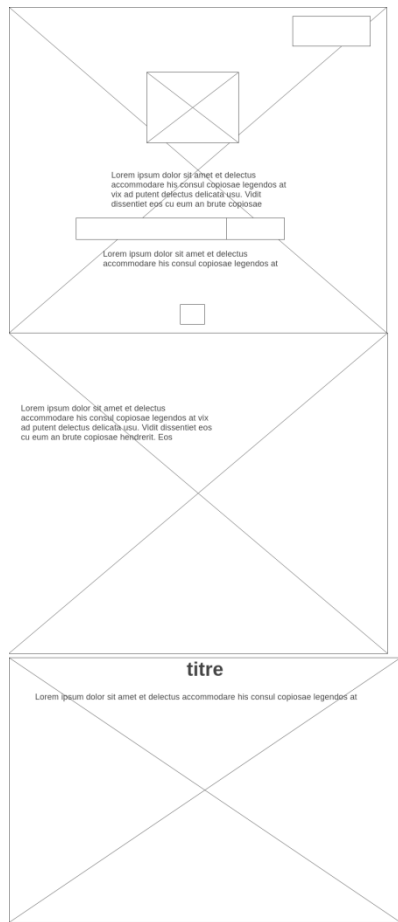 Lorem ipsum dolor sit amet et delectus
accommodare his consul copiosae legendos at
vix ad putent delectus delicata usu. Vidit
dissentiet eos cu eum an brute copiosae
Lorem ipsum dolor sit amet et delectus
accommodare his consul copiosae legendos at
Lorem ipsum dolor sit amet et delectus
accommodare his consul copiosae legendos at vix
ad putent delectus delicata usu. Vidit dissentiet eos
cu eum an brute copiosae hendrerit. Eos
titre
Lorem ipsum dolor sit amet et delectus accommodare his consul copiosae legendos at